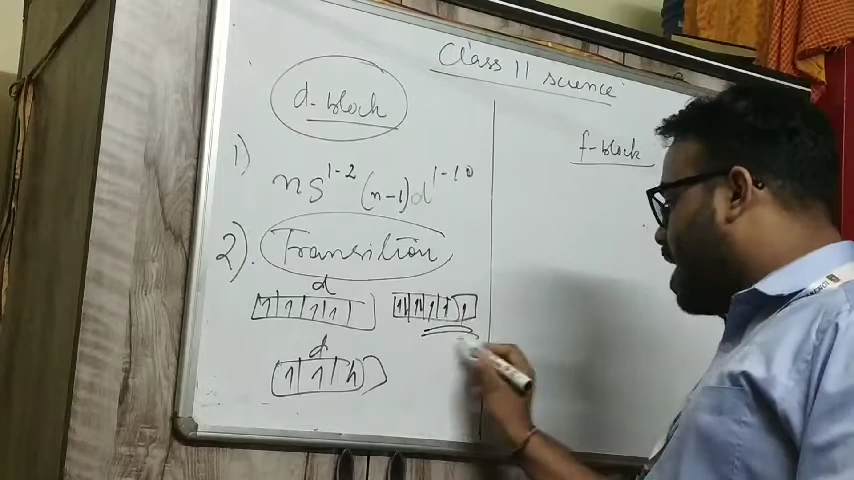 Class 11 science
d-block
1)
ns¹⁻² (n-1)d¹⁻¹⁰
2). Transition
d
d
f-block